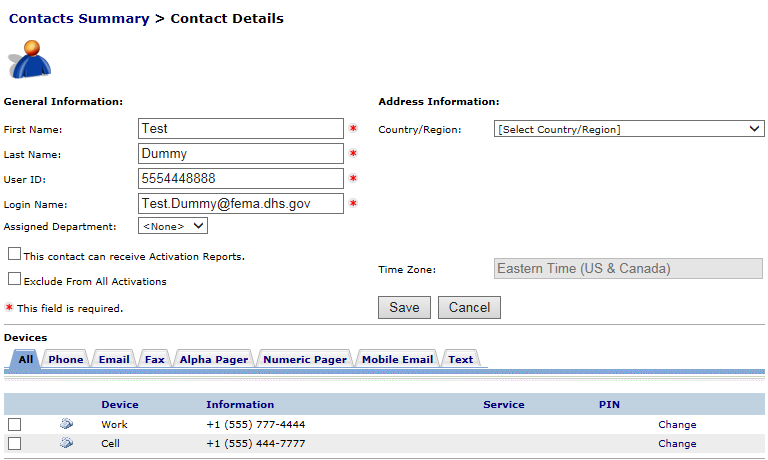 Contacts Summary > Contact Details
General Information:
Address Information:
First Name: Test *
Country/Region: [Select Country/Region]
Last Name: Dummy *
User ID: 5554448888 *
Login Name: Test.Dummy@fema.dhs.gov *
Assigned Department: <None>
This contact can receive Activation Reports.
Time Zone: Eastern Time (US & Canada)
Exclude From All Activations
* This field is required.
Save Cancel
Devices
All Phone Email Fax Alpha Pager Numeric Pager Mobile Email Text
Device Information Service PIN
Work +1 (555) 777-4444 Change
Cell +1 (555) 444-7777 Change